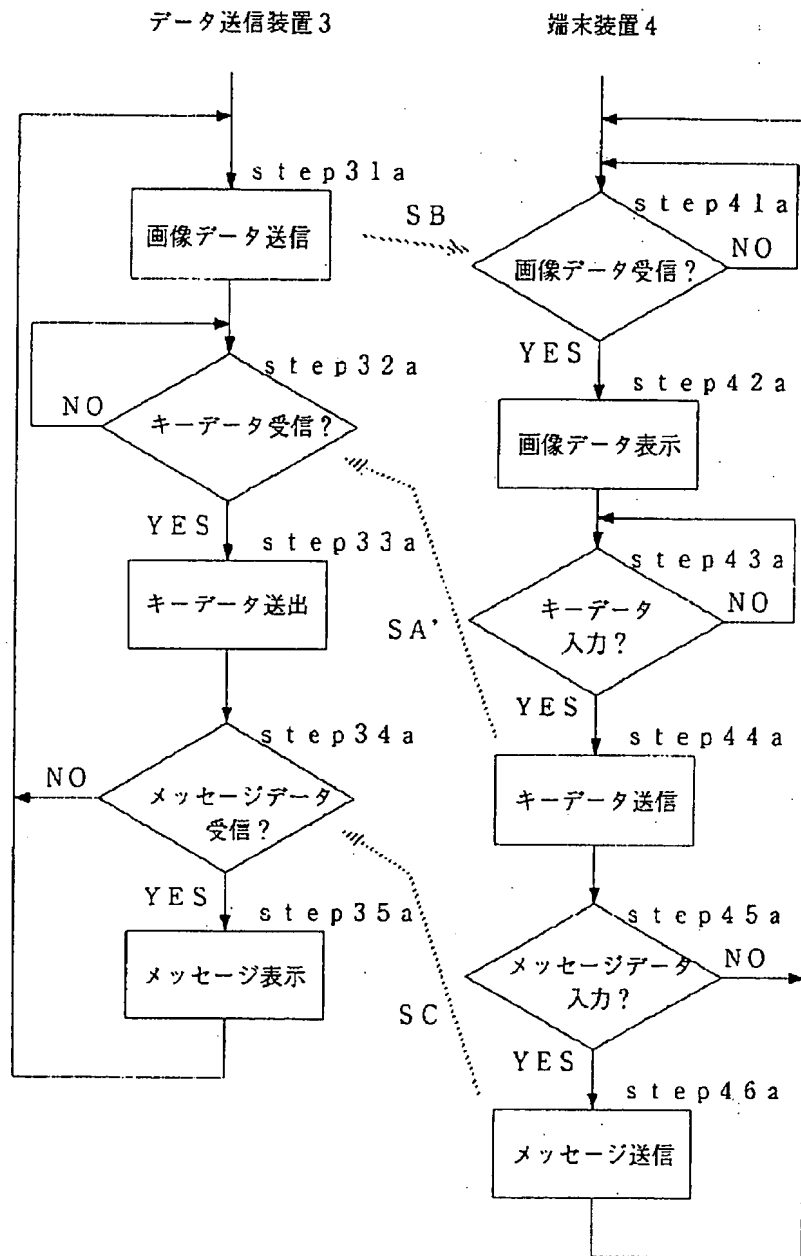 データ送信装置3
端末装置4
step31a
画像データ送信
SB
step41a
画像データ受信?
NO
YES
step32a
キーデータ受信?
NO
YES
step42a
画像データ表示
step33a
キーデータ送出
step43a
キーデータ
入力?
NO
YES
SA'
step34a
メッセージデータ
受信?
NO
YES
step44a
キーデータ送信
step35a
メッセージ表示
step45a
メッセージデータ
入力?
NO
YES
SC
step46a
メッセージ送信